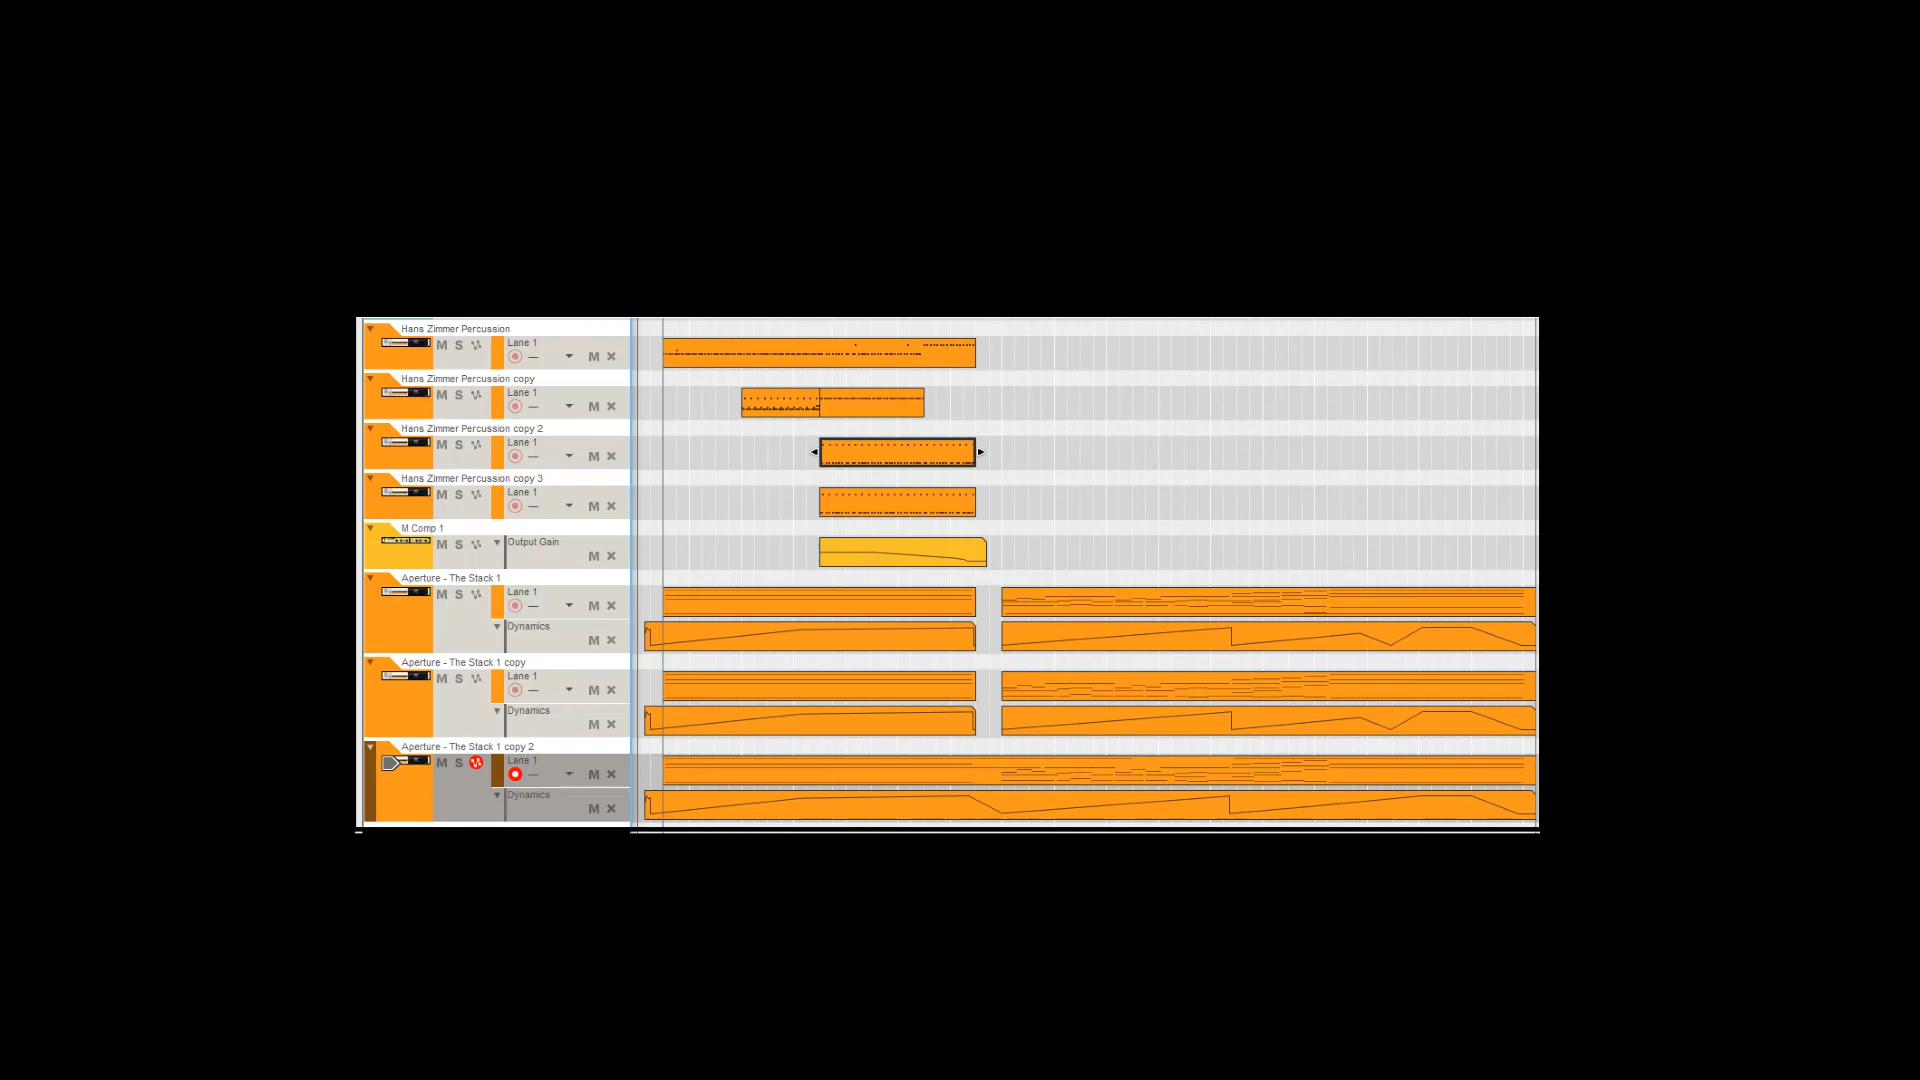 Hans Zimmer Percussion
M S Lane 1
M
Hans Zimmer Percussion copy
M S Lane 1
M
Hans Zimmer Percussion copy 2
M S Lane 1
M
Hans Zimmer Percussion copy 3
M S Lane 1
M
M Comp 1
M S Output Gain
M
Aperture - The Stack 1
M S Lane 1
M
Dynamics
M
Aperture - The Stack 1 copy
M S Lane 1
M
Dynamics
M
Aperture - The Stack 1 copy 2
M S Lane 1
M
Dynamics
M